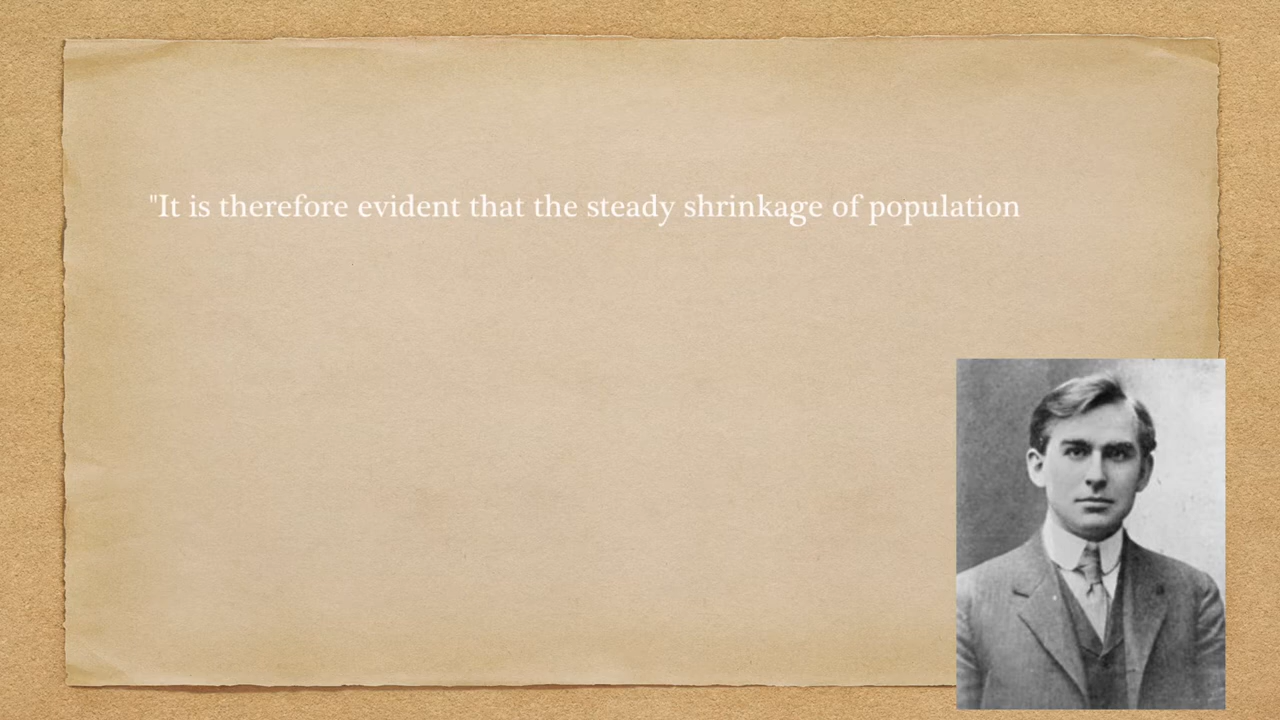 "It is therefore evident that the steady shrinkage of population